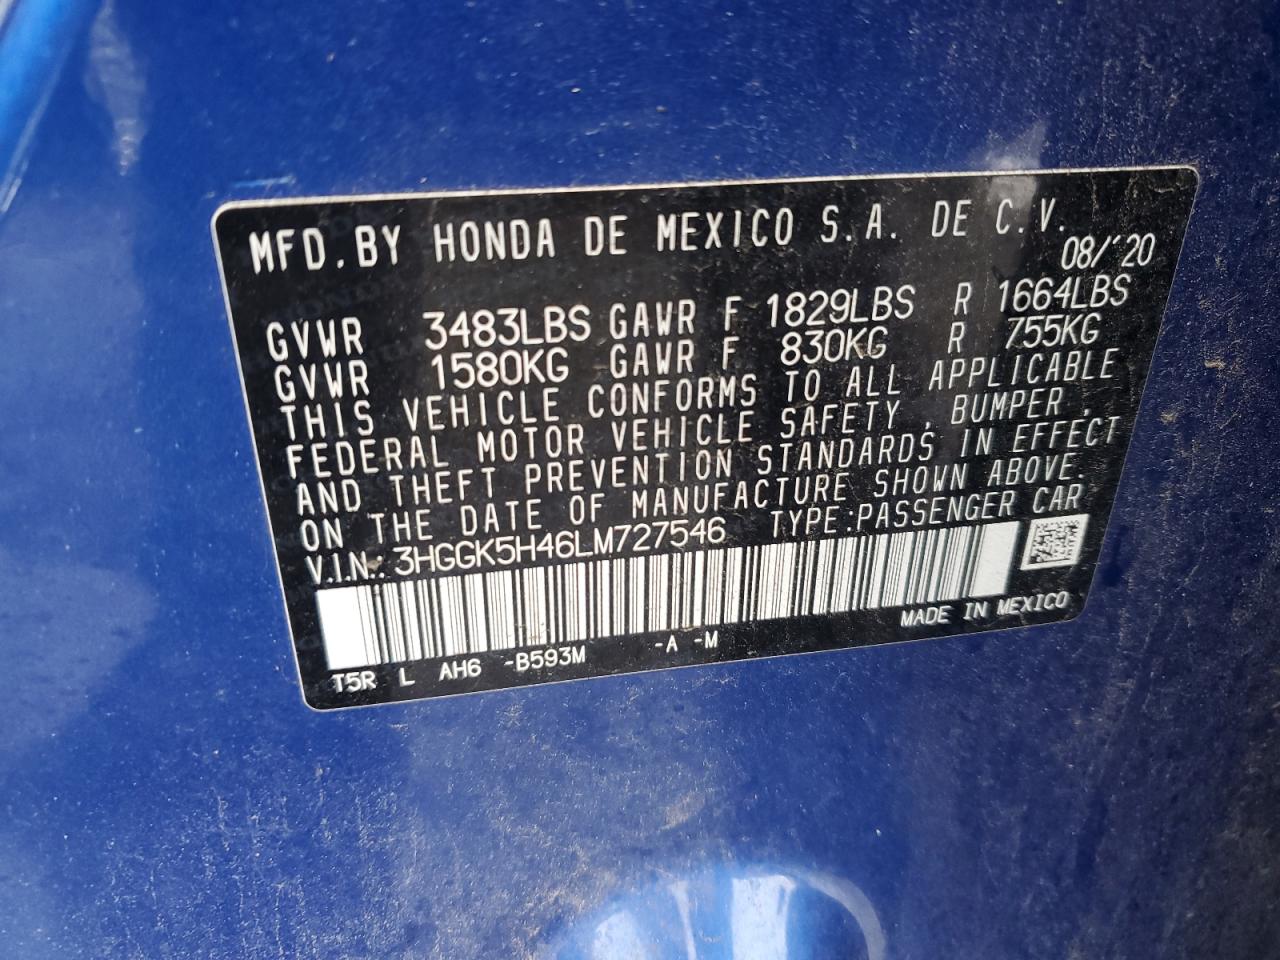 MFD.BY HONDA DE MEXICO S.A. DE C.V.
08/'20
GVWR 3483LBS GAWR F 1829LBS R 1664LBS
GVWR 1580KG GAWR F 830KG R 755KG
THIS VEHICLE CONFORMS TO ALL APPLICABLE
FEDERAL MOTOR VEHICLE SAFETY, BUMPER,
AND THEFT PREVENTION STANDARDS IN EFFECT
ON THE DATE OF MANUFACTURE SHOWN ABOVE.
V.I.N.: 3HGGK5H46LM727546 TYPE:PASSENGER CAR
MADE IN MEXICO
T5R L AH6 -B593M -A -M